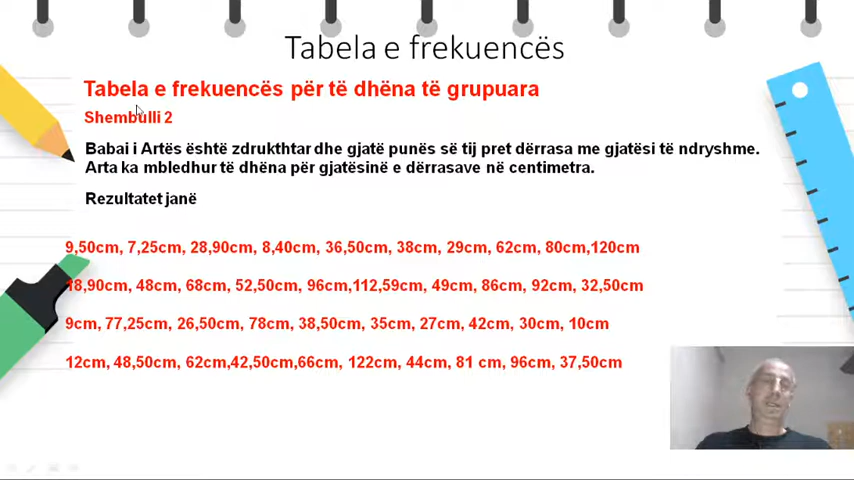 Tabela e frekuencës
Tabela e frekuencës për të dhëna të grupuara
Shembulli 2
Babai i Artës është zdrukthtar dhe gjatë punës së tij pret dërrasa me gjatësi të ndryshme.
Arta ka mbledhur të dhëna për gjatësinë e dërrasave në centimetra.
Rezultatet janë
9,50cm, 7,25cm, 28,90cm, 8,40cm, 36,50cm, 38cm, 29cm, 62cm, 80cm,120cm
48cm, 68cm, 52,50cm, 96cm,112,59cm, 49cm, 86cm, 92cm, 32,50cm
9cm, 77,25cm, 26,50cm, 78cm, 38,50cm, 35cm, 27cm, 42cm, 30cm, 10cm
12cm, 48,50cm, 62cm,42,50cm,66cm, 122cm, 44cm, 81 cm, 96cm, 37,50cm